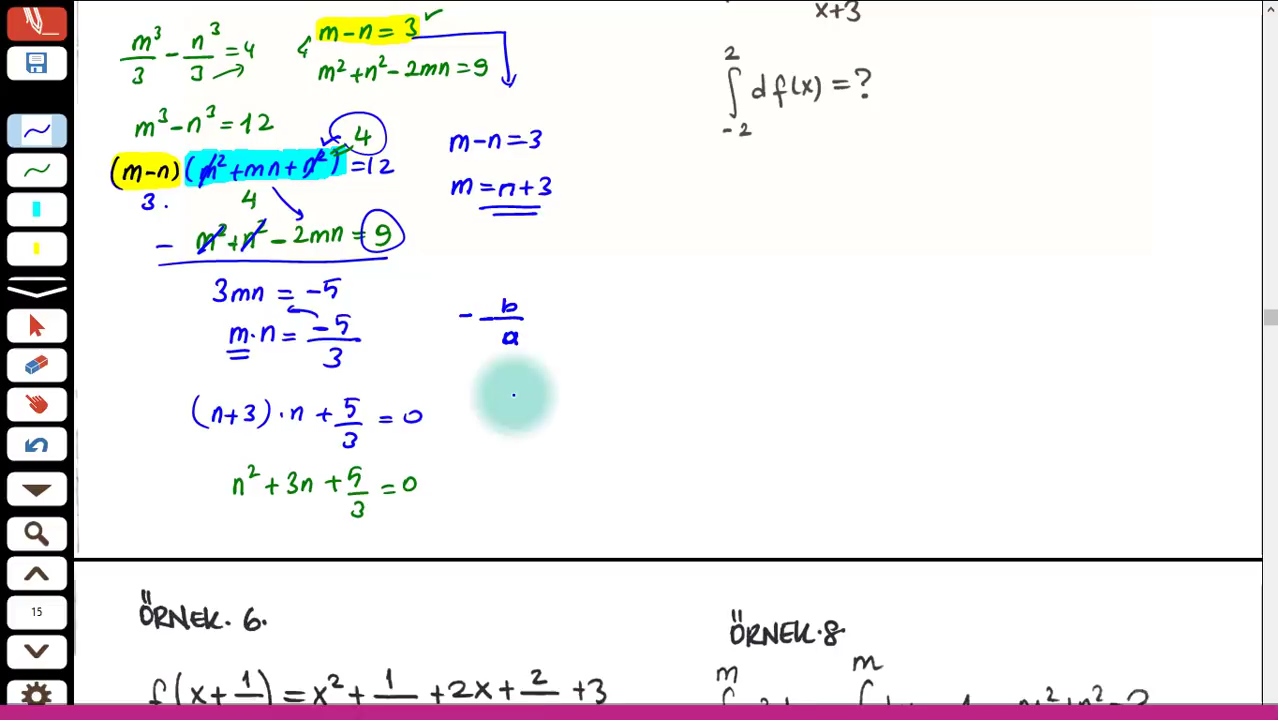 m³/3 - n³/3 = 4
4 m-n=3 ✓
m²+n²-2mn=9
m³-n³=12
4
(m-n) (m²+mn+n²) =12
3. 4
- m²+n²-2mn = 9
3mn = -5
m·n = -5/3
(n+3)·n + 5/3 = 0
n²+3n+5/3 = 0
m-n=3
m=n+3
- b/a
x+3
∫₋₂² d f(x) = ?
15
ÖRNEK. 6.
f(x+1) = x²+1 +2x+2 +3
ÖRNEK.8
m m